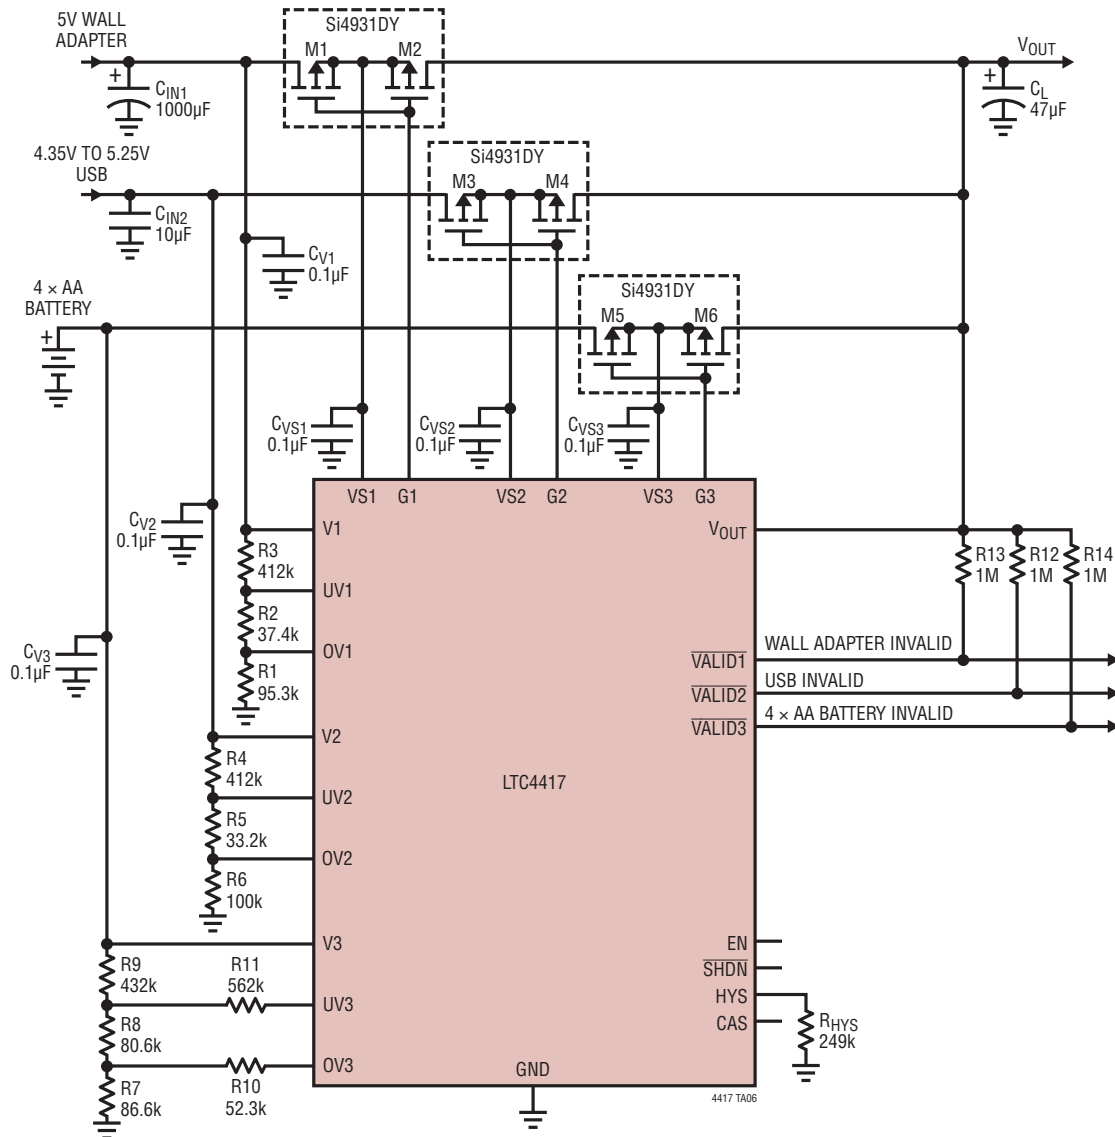 5V WALL
ADAPTER
Si4931DY
M1
M2
VOUT
+
CIN1
1000µF
+
CL
47µF
4.35V TO 5.25V
USB
Si4931DY
M3
M4
CIN2
10µF
CV1
0.1µF
4 × AA
BATTERY
+
Si4931DY
M5
M6
CVS1
0.1µF
CVS2
0.1µF
CVS3
0.1µF
VS1
G1
VS2
G2
VS3
G3
CV2
0.1µF
V1
VOUT
R3
412k
R13
1M
R12
1M
R14
1M
UV1
R2
37.4k
CV3
0.1µF
OV1
R1
95.3k
VALID1
WALL ADAPTER INVALID
VALID2
USB INVALID
VALID3
4 × AA BATTERY INVALID
V2
R4
412k
LTC4417
UV2
R5
33.2k
OV2
R6
100k
V3
EN
R9
432k
R11
562k
SHDN
UV3
HYS
R8
80.6k
CAS
RHYS
249k
OV3
GND
R7
86.6k
R10
52.3k
4417 TA06